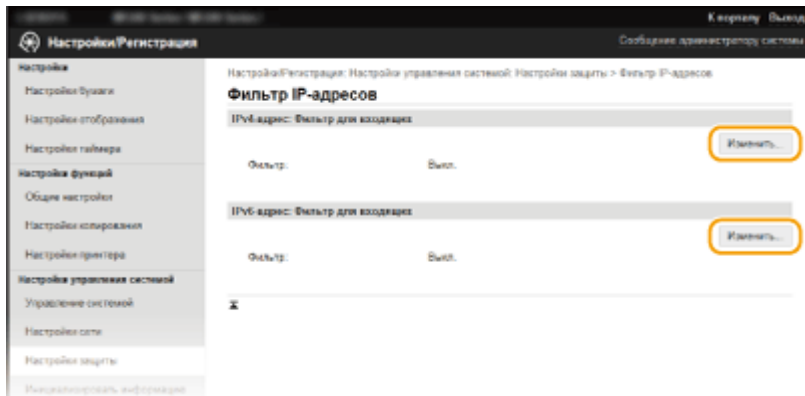 К порталу Выход
Настройки/Регистрация
Сообщение администратору системы
Настройки
Настройки бумаги
Настройки отображения
Настройки таймера
Настройки функций
Общие настройки
Настройки копирования
Настройки принтера
Настройки управления системой
Управление системой
Настройки сети
Настройки защиты
Инициализировать информацию
Настройки/Регистрация: Настройки управления системой: Настройки защиты > Фильтр IP-адресов
Фильтр IP-адресов
IPv4-адрес: Фильтр для входящих
Изменить...
Фильтр: Выкл.
IPv6-адрес: Фильтр для входящих
Изменить...
Фильтр: Выкл.